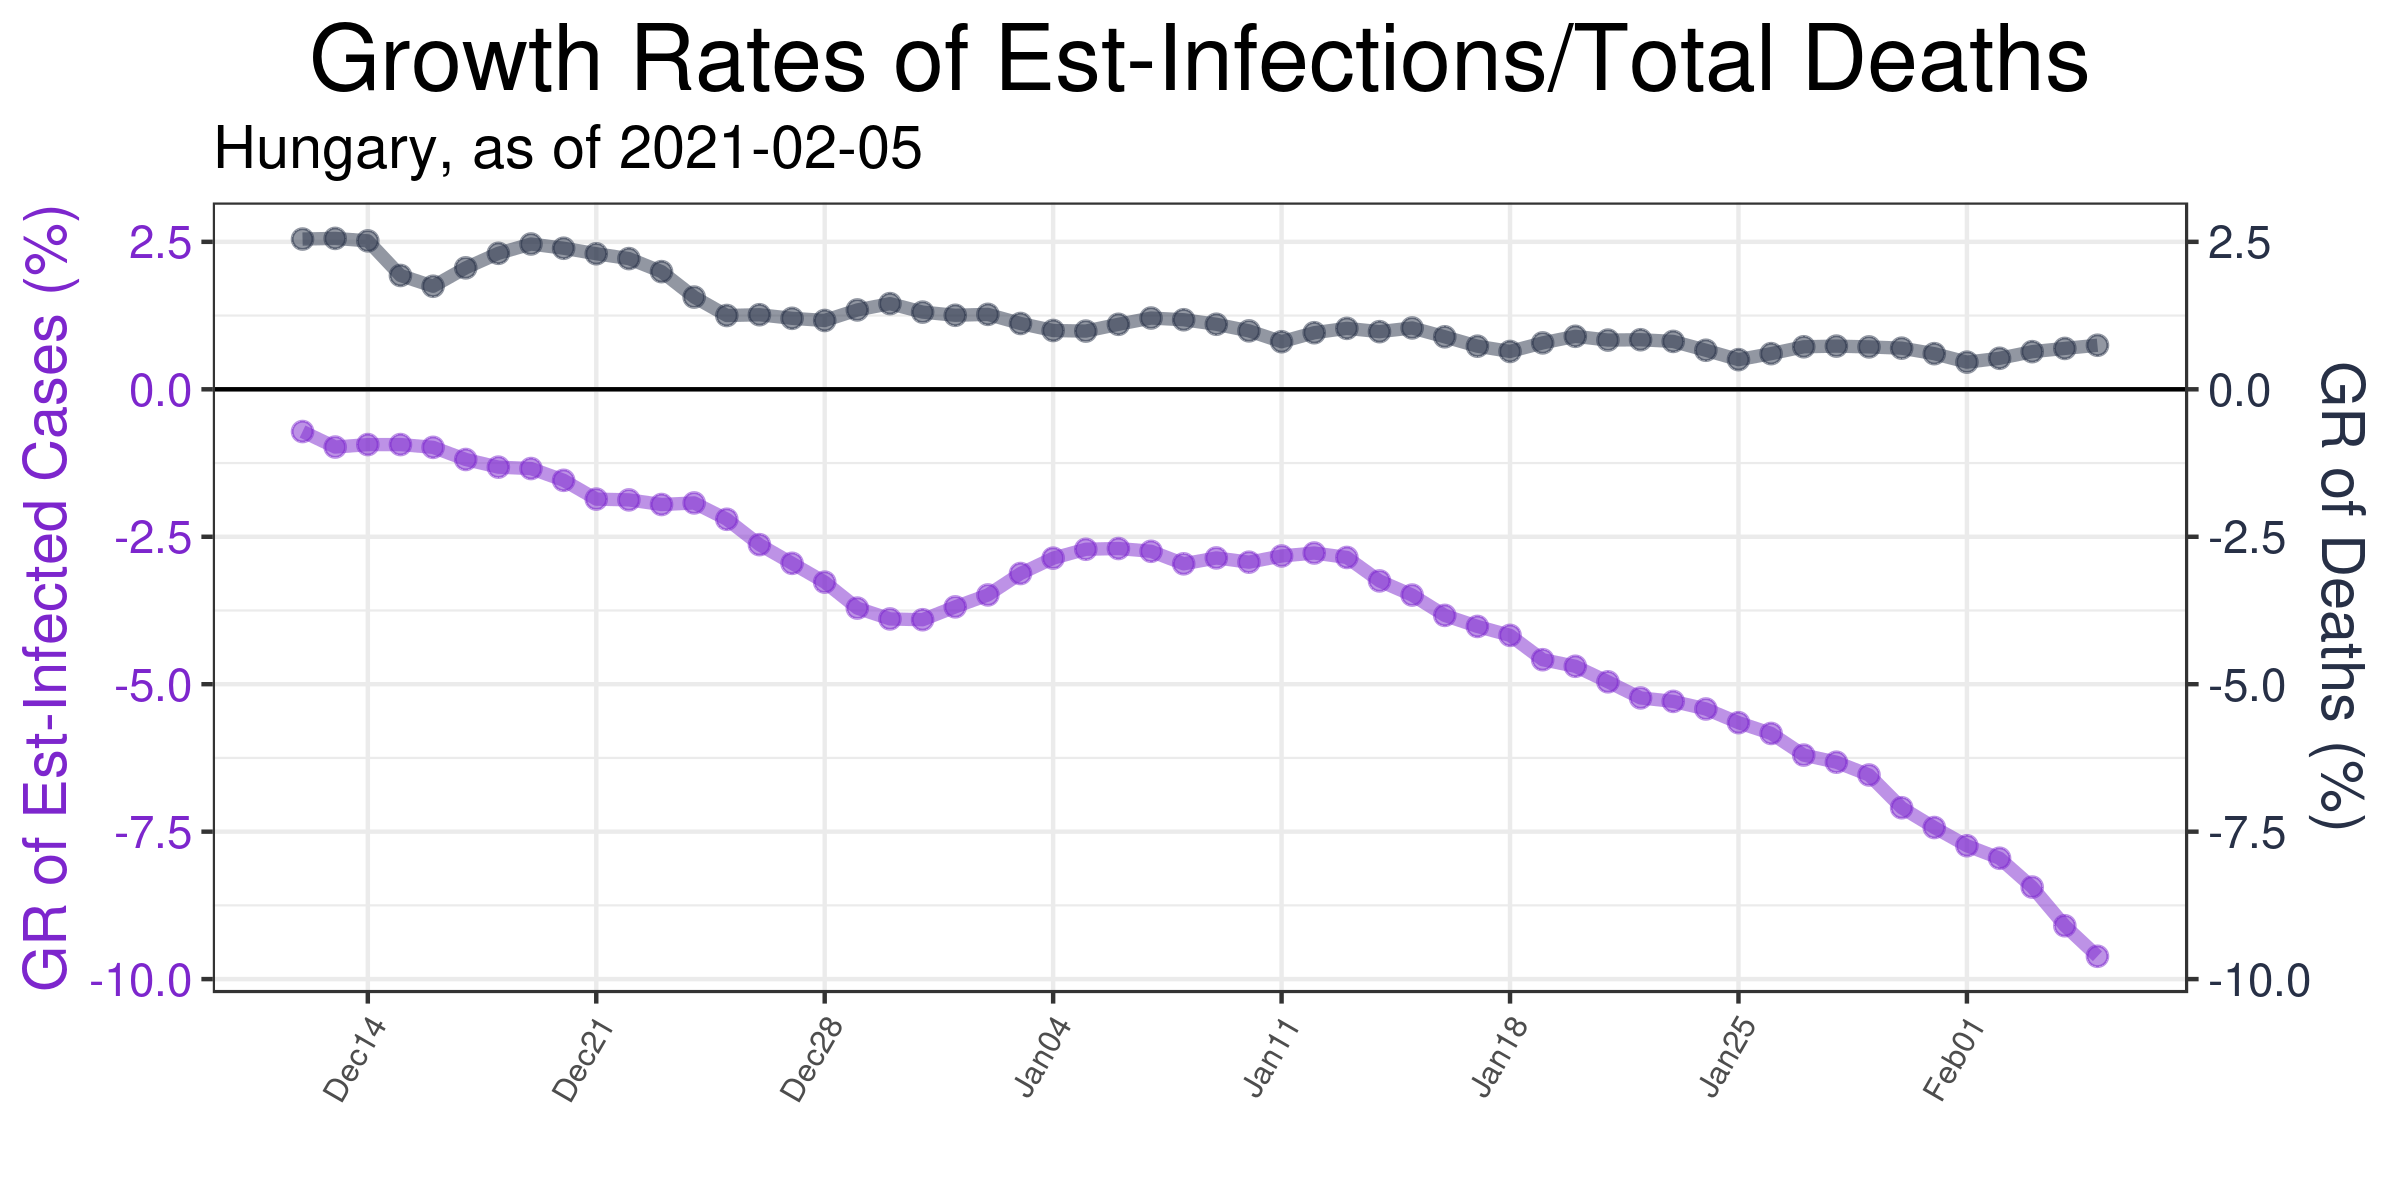 Growth Rates of Est-Infections/Total Deaths
Hungary, as of 2021-02-05
GR of Est-Infected Cases (%)
2.5
0.0
-2.5
-5.0
-7.5
-10.0
2.5
0.0
-2.5
-5.0
-7.5
-10.0
GR of Deaths (%)
Dec14
Dec21
Dec28
Jan04
Jan11
Jan18
Jan25
Feb01